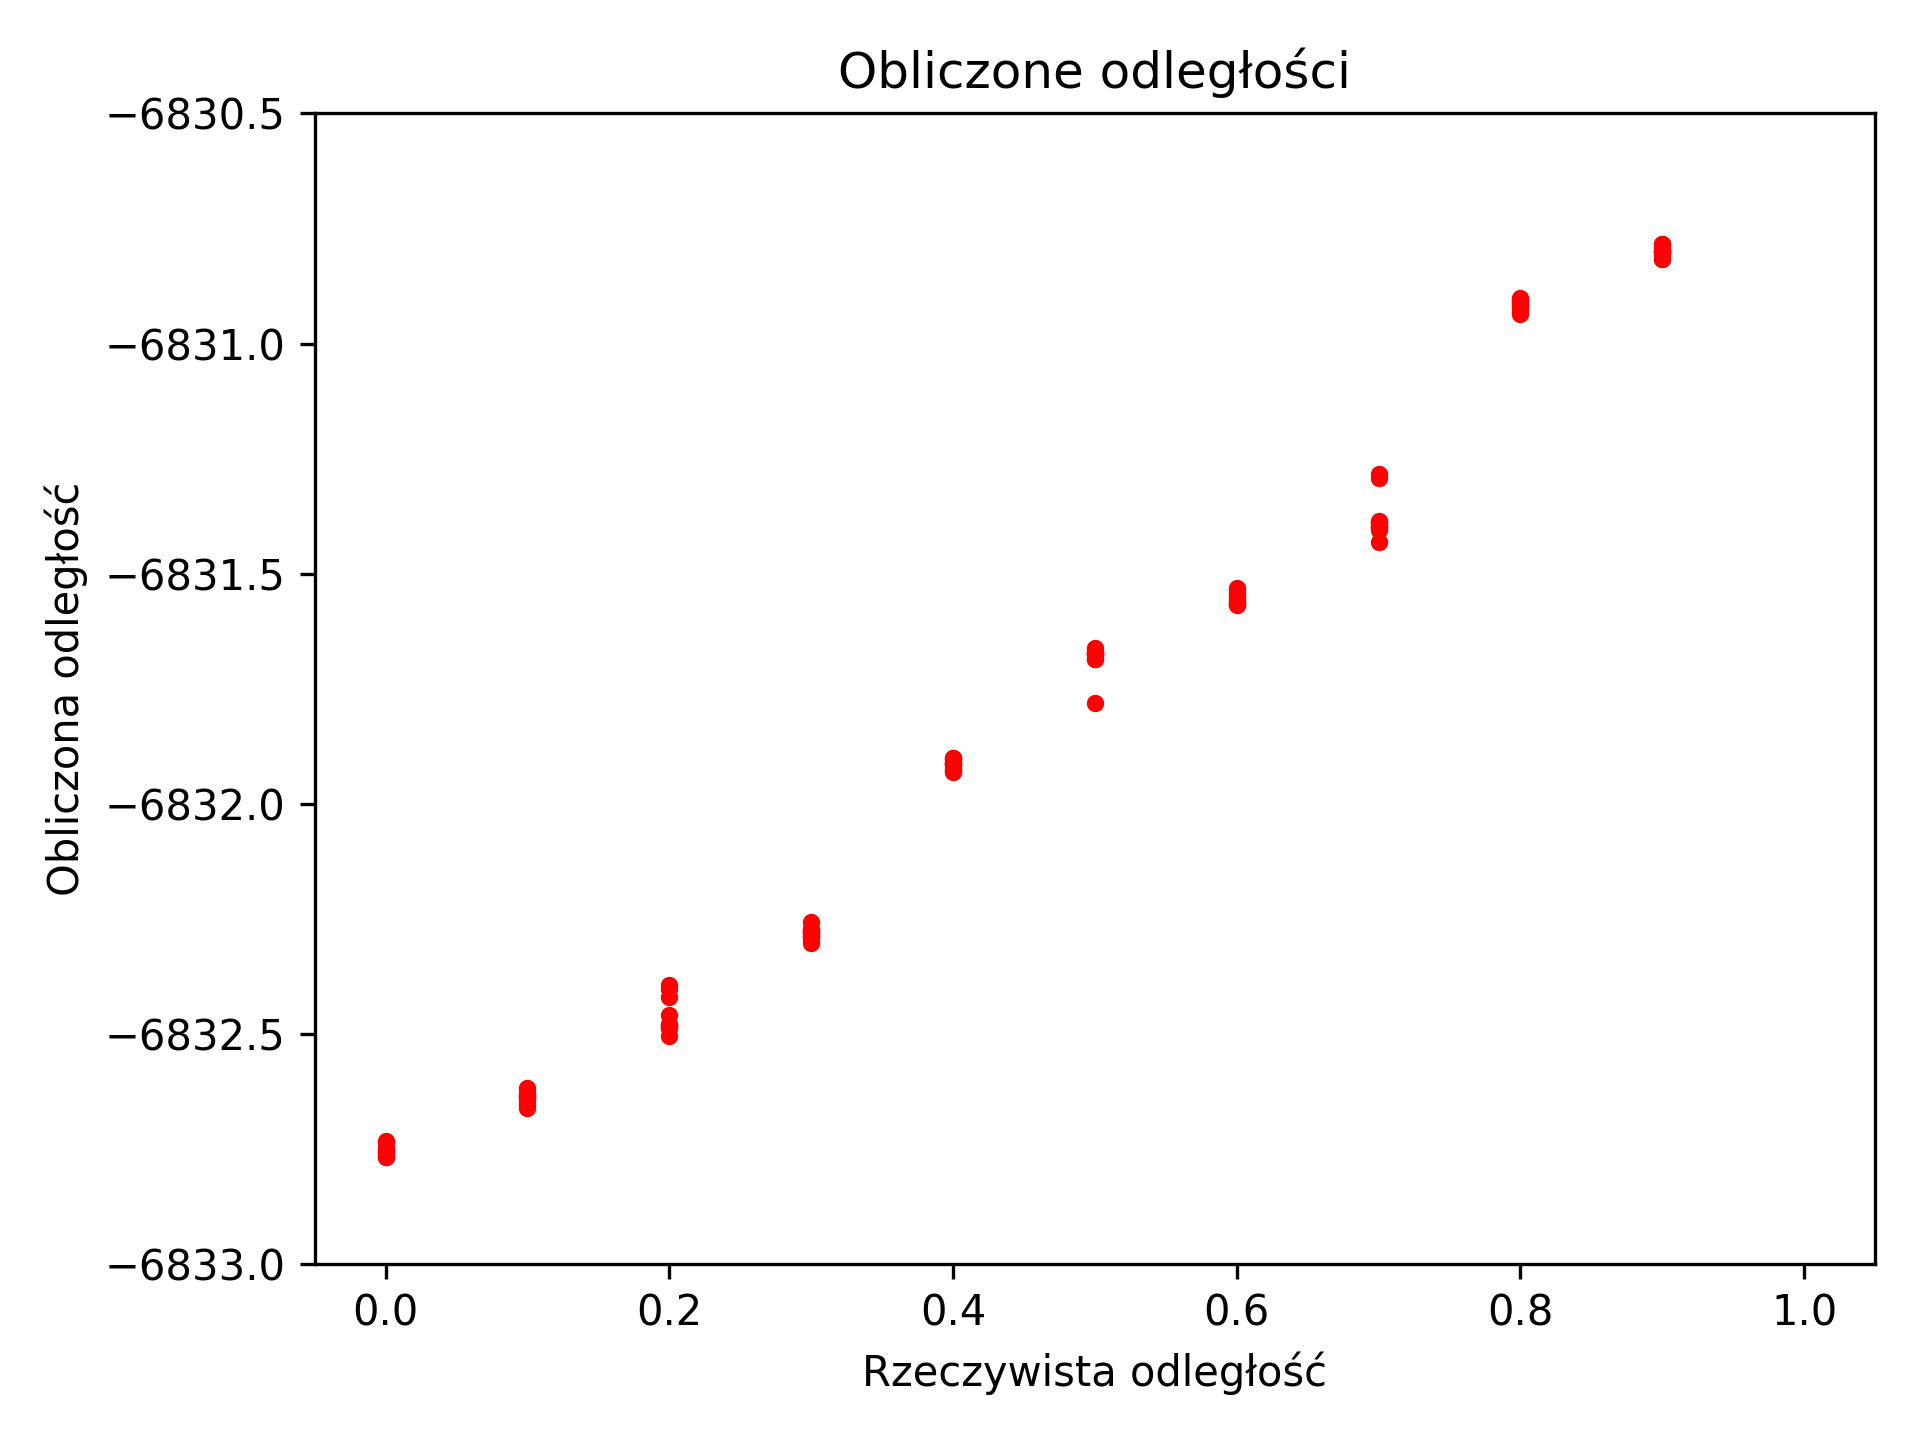 Obliczone odległości
−6830.5
−6831.0
−6831.5
−6832.0
−6832.5
−6833.0
Obliczona odległość
0.0 0.2 0.4 0.6 0.8 1.0
Rzeczywista odległość